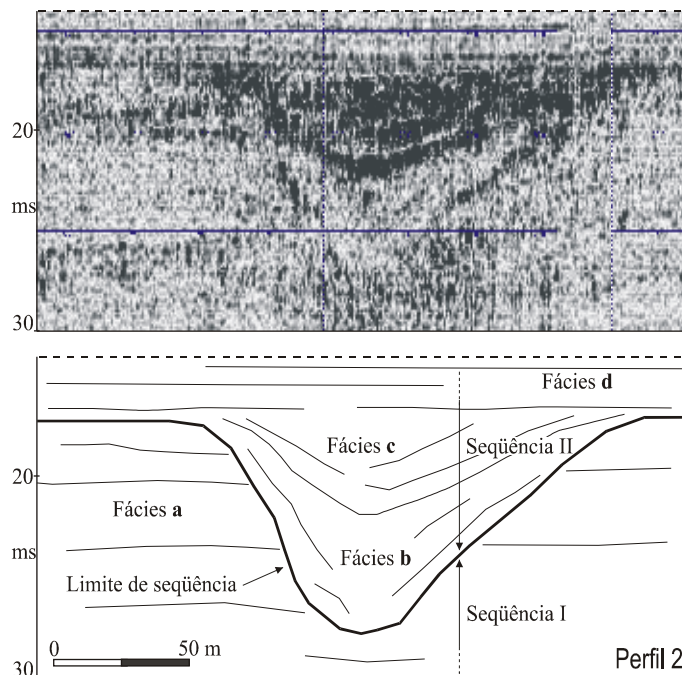 20
ms
30
Fácies d
Fácies c
Seqüência II
20
Fácies a
ms
Fácies b
Limite de seqüência
Seqüência I
0 50 m
30
Perfil 2